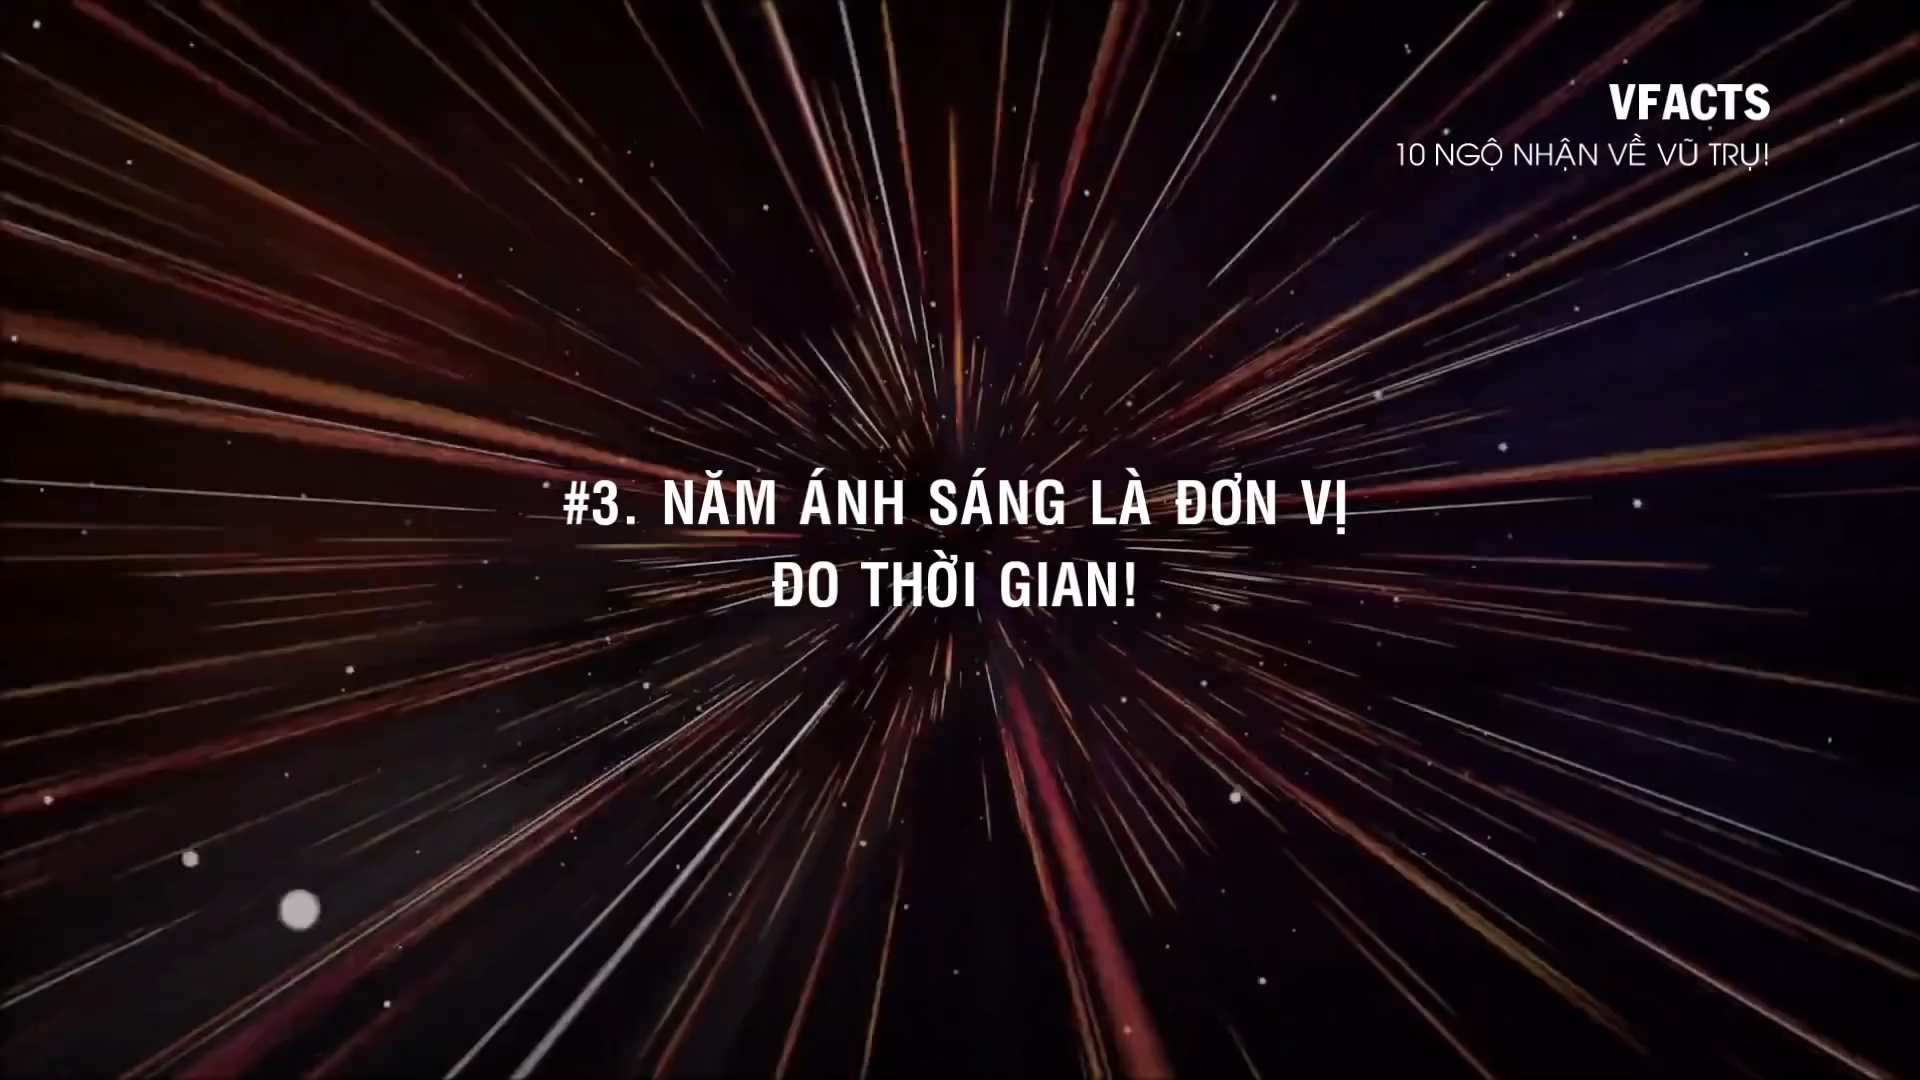 VFACTS
10 NGỘ NHẬN VỀ VŨ TRỤ!
#3. NĂM ÁNH SÁNG LÀ ĐƠN VỊ
ĐO THỜI GIAN!